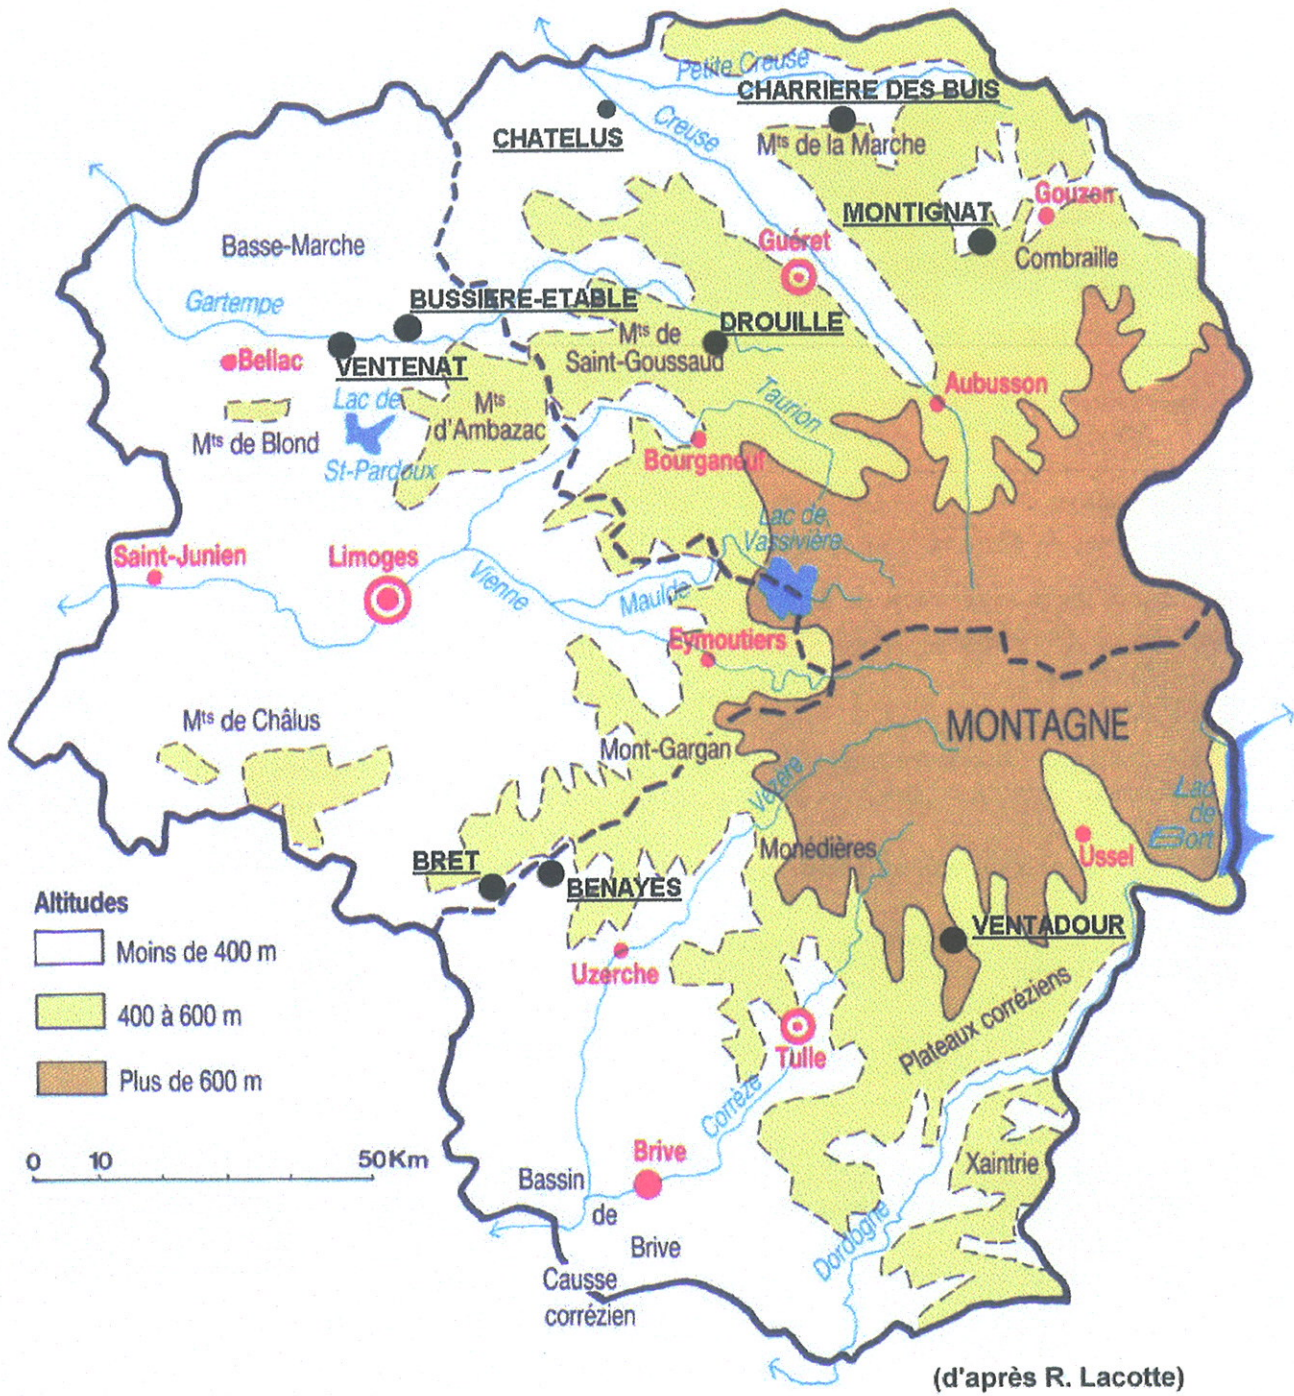 Petite Creuse
CHARRIERE DES BUIS
CHATELUS
Creuse
Mts de la Marche
Gouzon
MONTIGNAT
Basse-Marche
Guéret
Combraille
Gartempe
BUSSIERE-ETABLE
DROUILLE
Mts de
Saint-Goussaud
Bellac
VENTENAT
Aubusson
Lac de
St-Pardoux
Mts
d'Ambazac
Taurion
Mts de Blond
Bourganeuf
Lac de
Vassivière
Saint-Junien
Limoges
Vienne
Maulde
Eymoutiers
Mts de Châlus
MONTAGNE
Mont-Gargan
Vézère
Lac
de
Bort
Monédières
Ussel
BRET
BENAYES
Altitudes
VENTADOUR
Moins de 400 m
Uzerche
400 à 600 m
Plateaux corréziens
Tulle
Plus de 600 m
Corrèze
0 10 50 Km
Brive
Xaintrie
Bassin
de
Brive
Dordogne
Causse
corrézien
(d'après R. Lacotte)